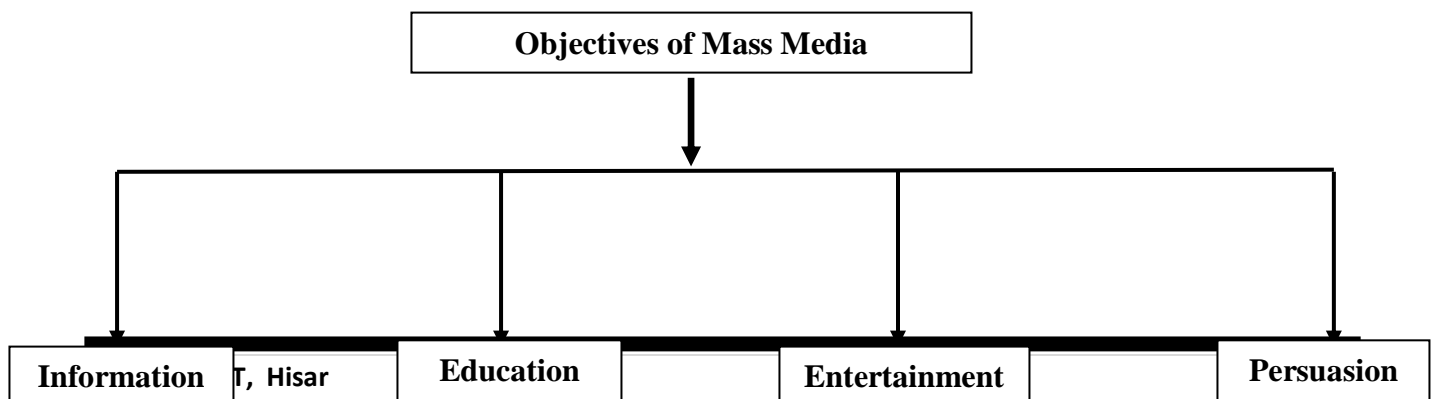 Objectives of Mass Media
Information
T, Hisar
Education
Entertainment
Persuasion